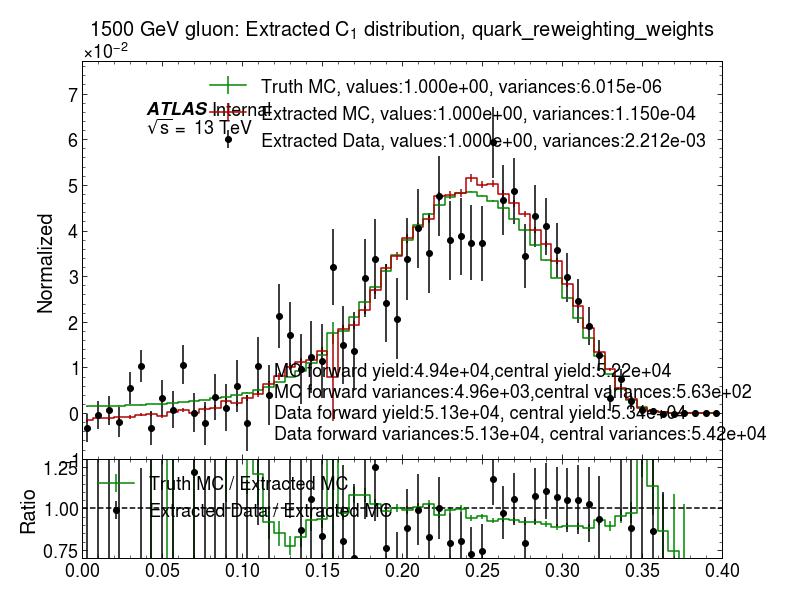 1500 GeV gluon: Extracted C₁ distribution, quark_reweighting_weights
×10⁻²
Truth MC, values:1.000e+00, variances:6.015e-06
ATLAS Internal
Extracted MC, values:1.000e+00, variances:1.150e-04
√s = 13 TeV
Extracted Data, values:1.000e+00, variances:2.212e-03
7
6
5
4
3
2
1
0
Normalized
MC forward yield:4.94e+04,central yield:5.22e+04
MC forward variances:4.96e+03,central variances:5.63e+02
Data forward yield:5.13e+04, central yield:5.34e+04
Data forward variances:5.13e+04, central variances:5.42e+04
1.25
1.00
0.75
Ratio
Truth MC / Extracted MC
Extracted Data / Extracted MC
0.00 0.05 0.10 0.15 0.20 0.25 0.30 0.35 0.40